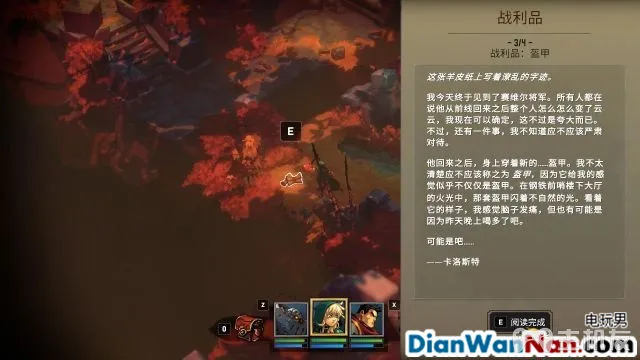 战利品
- 3/4 -
战利品：盔甲
这张羊皮纸上写着潦乱的字迹。
我今天终于见到了赛维尔将军。所有人都在
说他从前线回来之后整个人怎么怎么变了云
云，我现在可以确定，这不过是夸大而已。
不过，还有一件事，我不知道应不应该严肃
对待。
他回来之后，身上穿着新的……盔甲。我不太
清楚应不应该称之为 盔甲，因为它给我的感
觉似乎不仅仅是盔甲。在钢铁前哨楼下大厅
的火光中，那套盔甲闪着不自然的光。看着
它的样子，我感觉脑子发痛，但也有可能是
因为昨天晚上喝多了吧。
可能是吧……
——卡洛斯特
E
Z
X
0
E 阅读完成
电玩男
DianWanNan.com